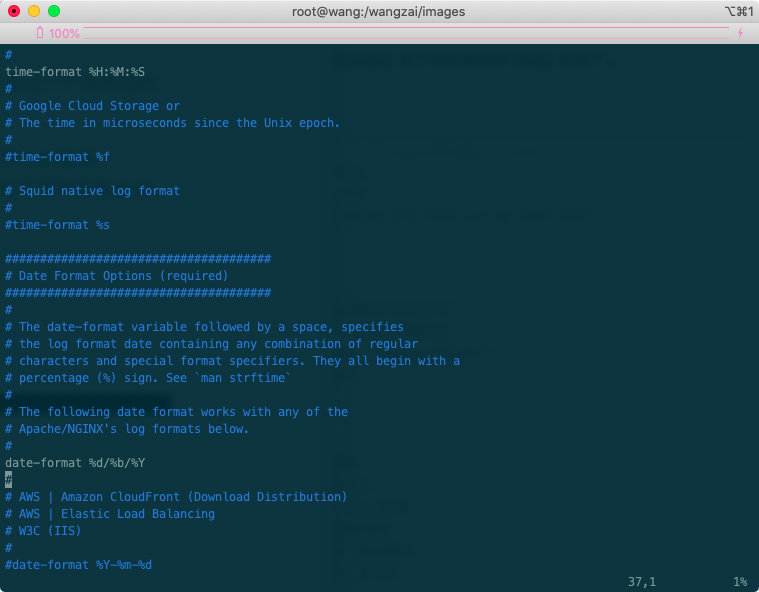 root@wang:/wangzai/images
⌥⌘1
100%
#
time-format %H:%M:%S
#
# Google Cloud Storage or
# The time in microseconds since the Unix epoch.
#
#time-format %f
# Squid native log format
#
#time-format %s
######################################
# Date Format Options (required)
######################################
#
# The date-format variable followed by a space, specifies
# the log format date containing any combination of regular
# characters and special format specifiers. They all begin with a
# percentage (%) sign. See `man strftime`
#
# The following date format works with any of the
# Apache/NGINX's log formats below.
#
date-format %d/%b/%Y
#
# AWS | Amazon CloudFront (Download Distribution)
# AWS | Elastic Load Balancing
# W3C (IIS)
#
#date-format %Y-%m-%d
37,1 1%